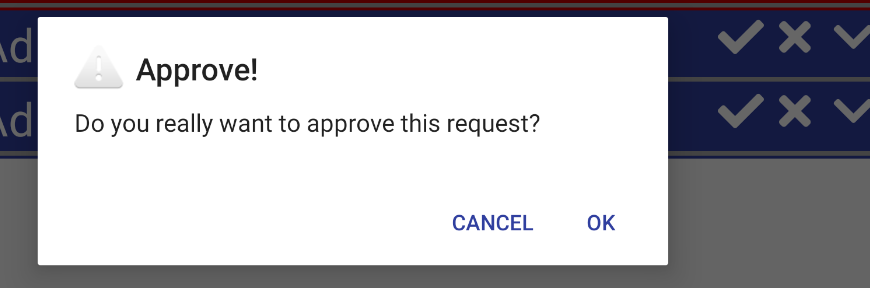 Approve!
Do you really want to approve this request?
CANCEL
OK